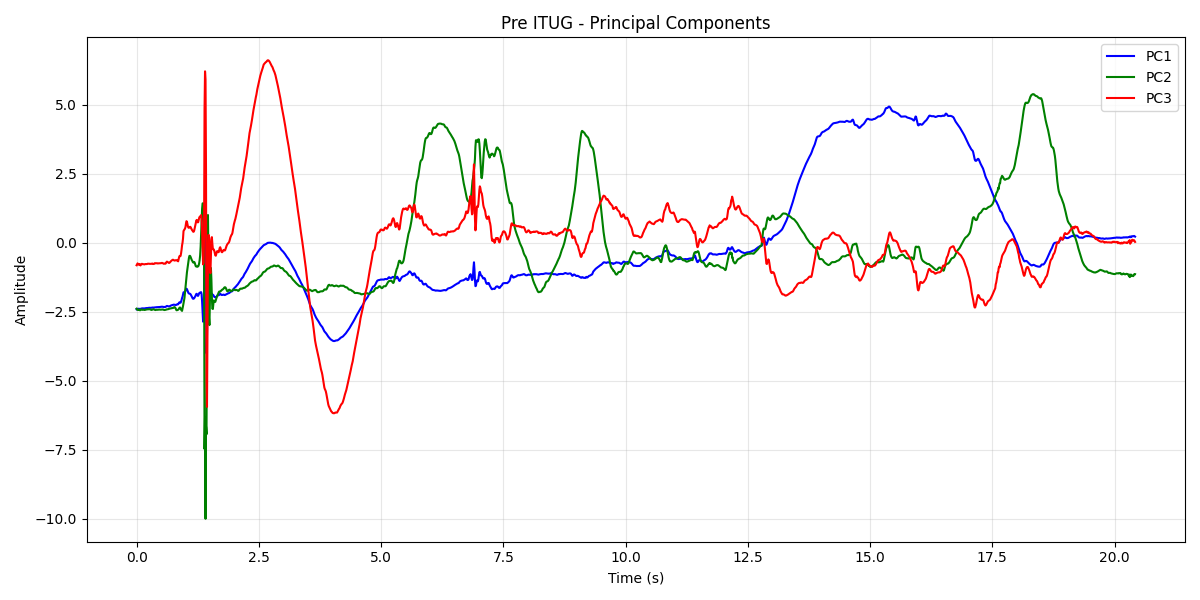 Pre ITUG - Principal Components
PC1
PC2
PC3
Amplitude
5.0
2.5
0.0
−2.5
−5.0
−7.5
−10.0
0.0 2.5 5.0 7.5 10.0 12.5 15.0 17.5 20.0
Time (s)